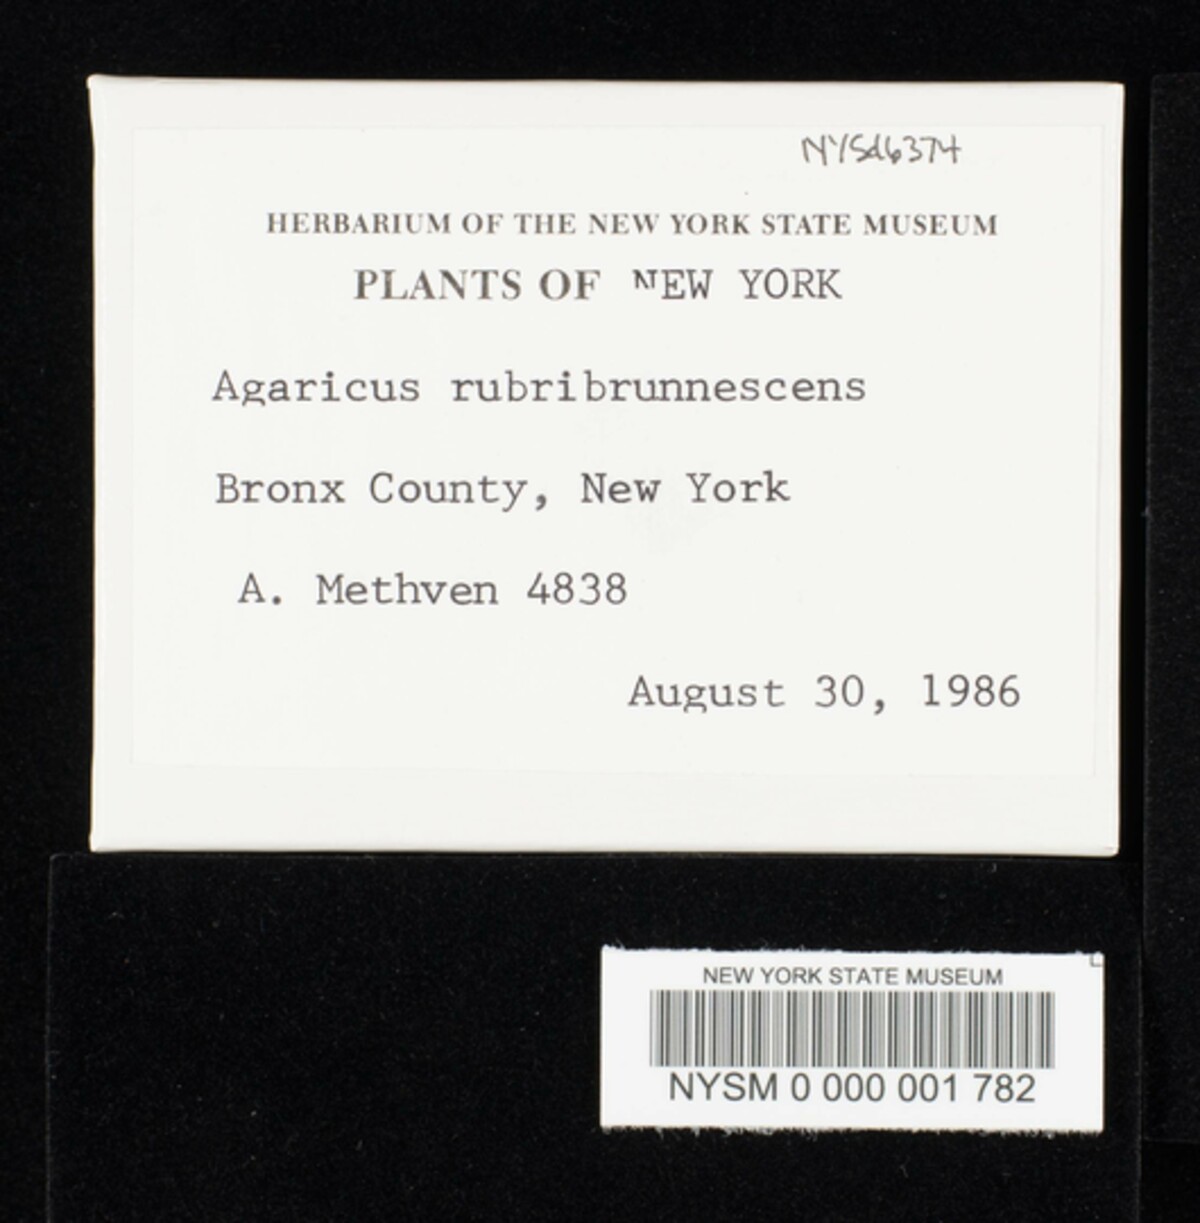 NYSd6374
HERBARIUM OF THE NEW YORK STATE MUSEUM
PLANTS OF NEW YORK
Agaricus rubribrunnescens
Bronx County, New York
A. Methven 4838
August 30, 1986
NEW YORK STATE MUSEUM
NYSM 0 000 001 782